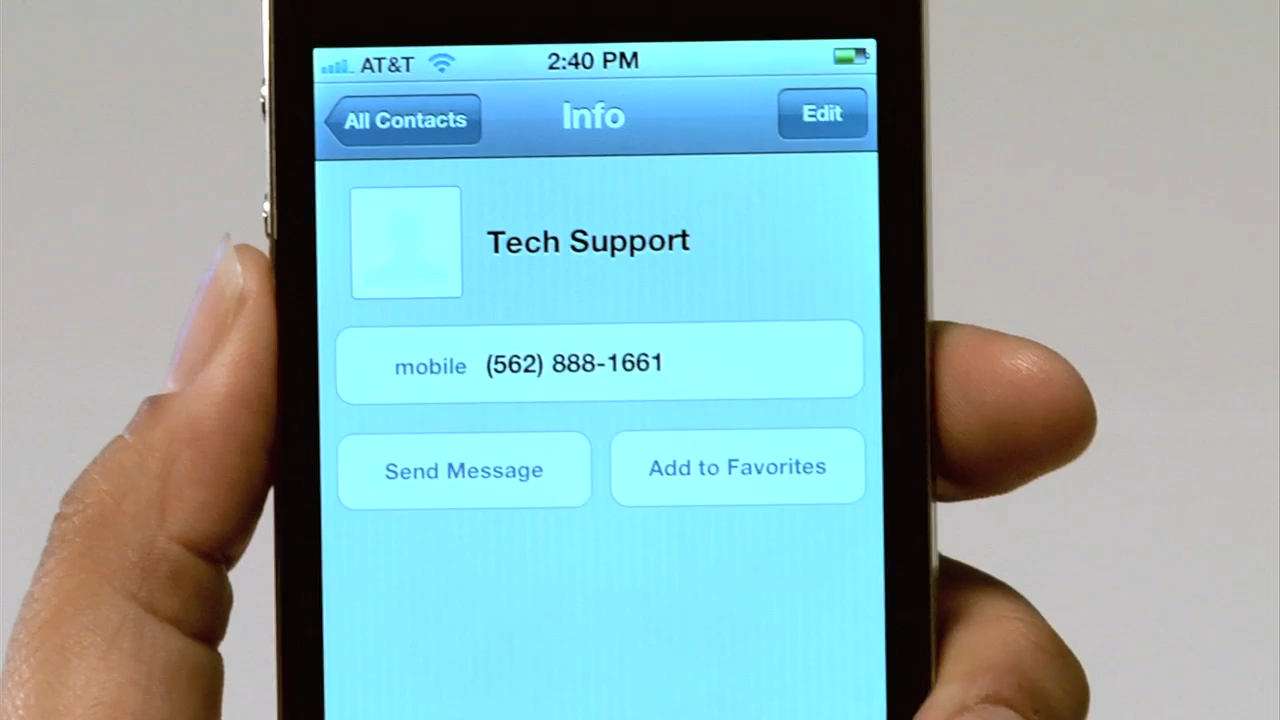 AT&T 2:40 PM
All Contacts Info Edit
Tech Support
mobile (562) 888-1661
Send Message Add to Favorites